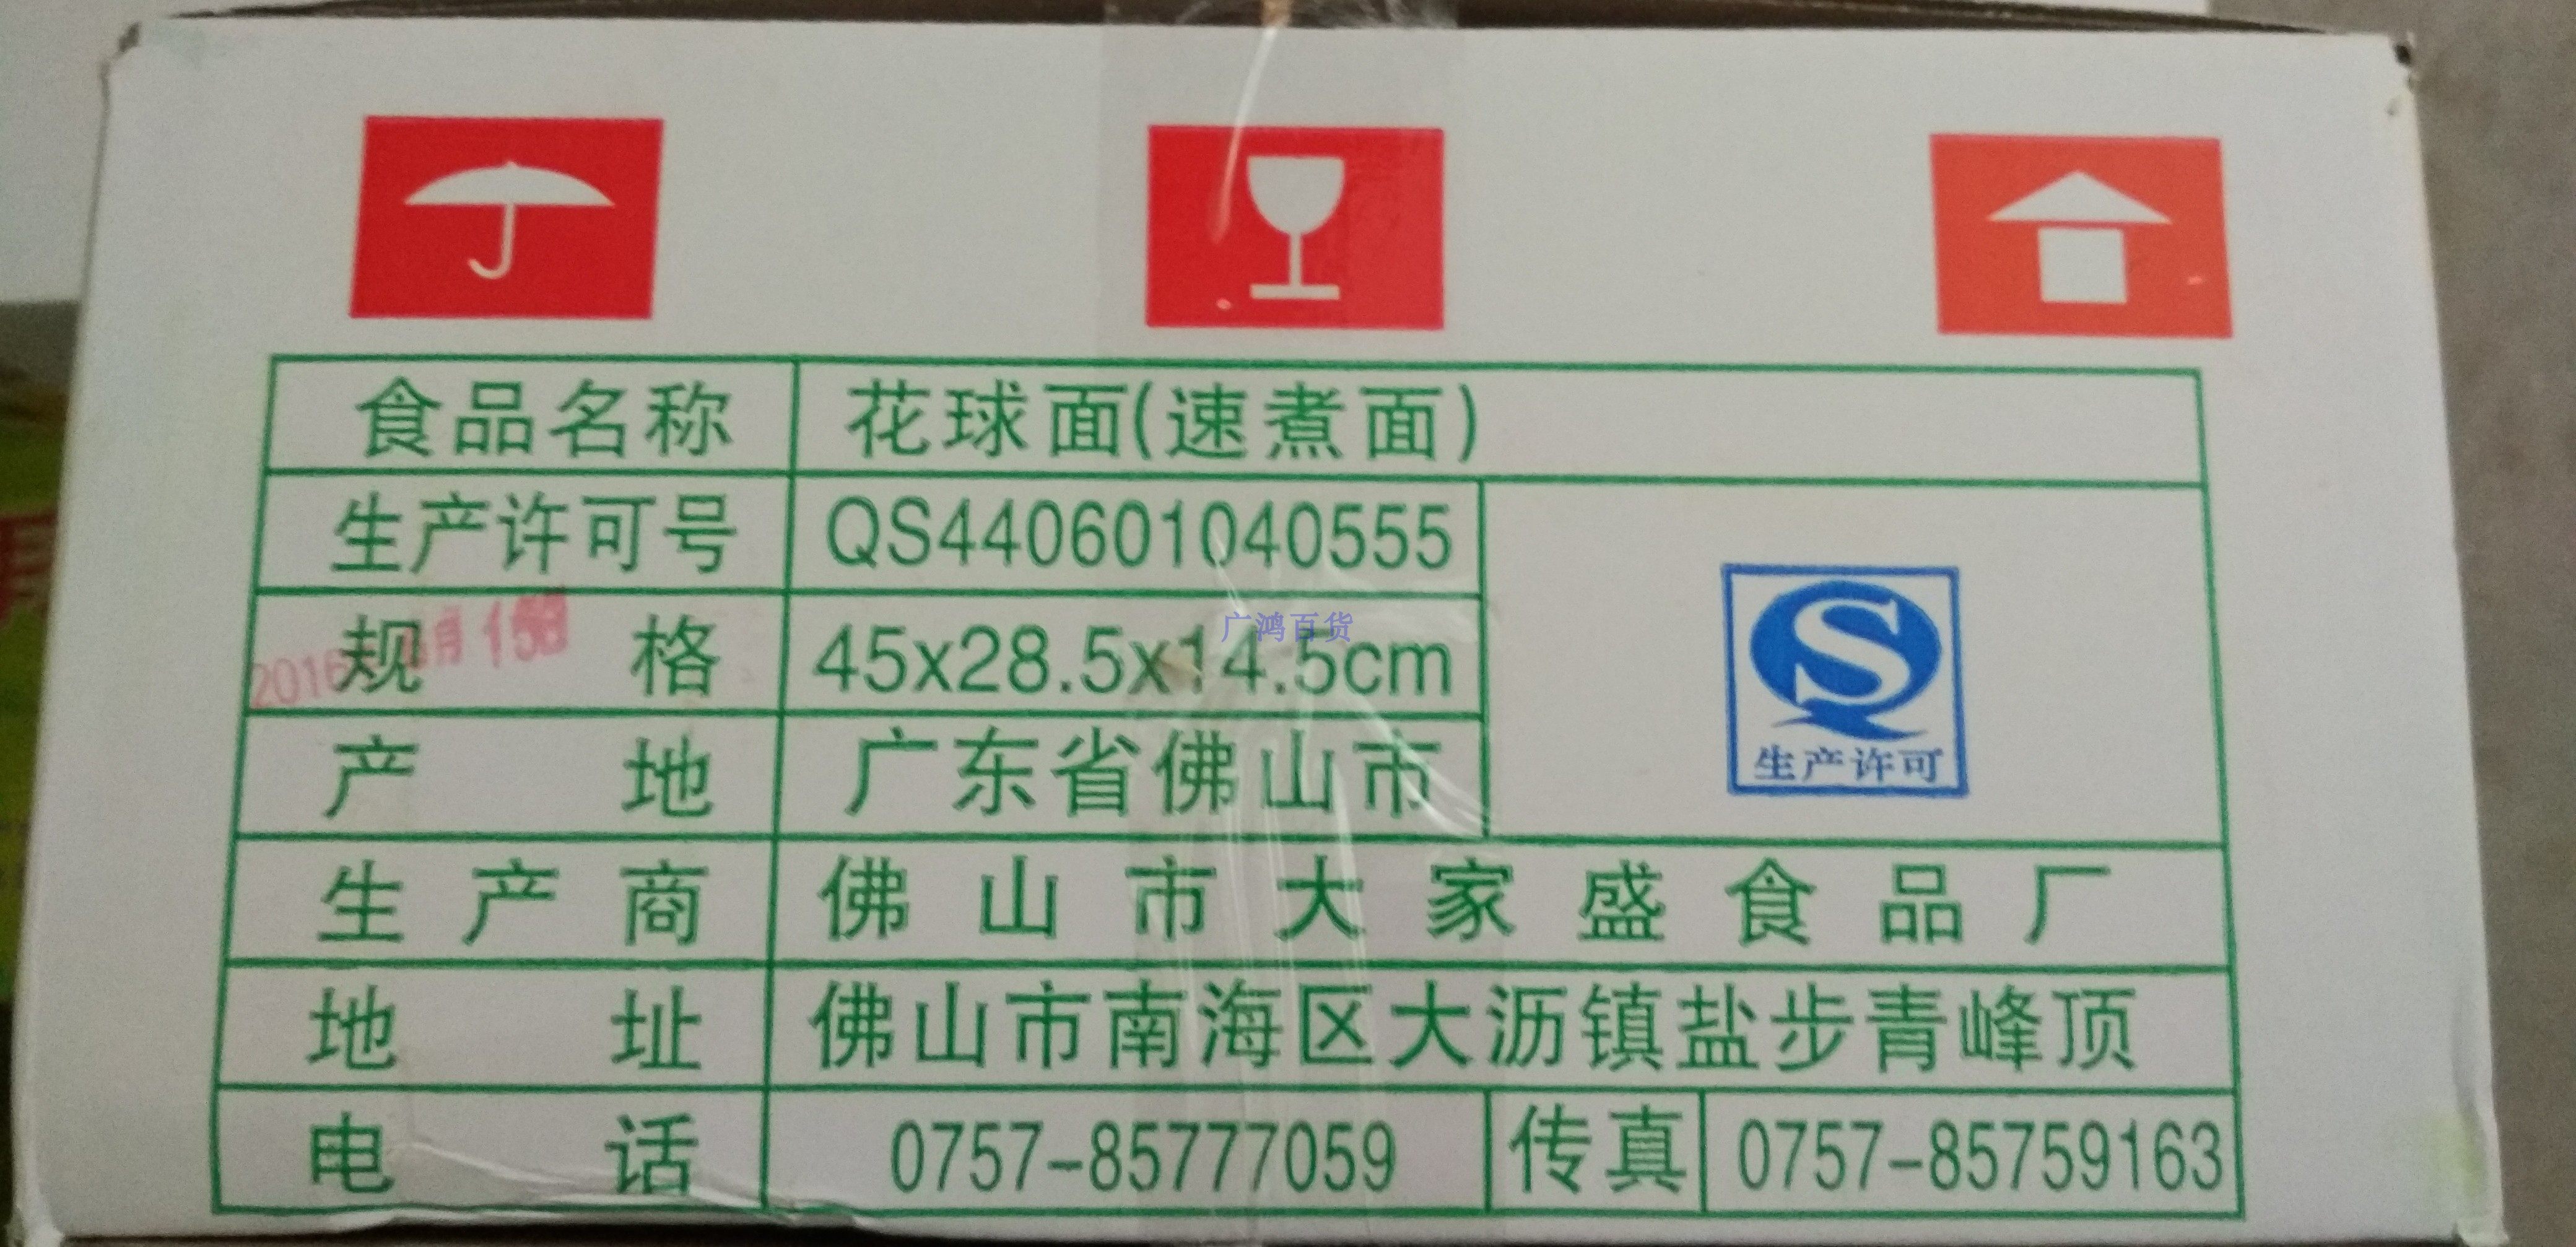 食品名称 花球面(速煮面)
生产许可号 QS440601040555
广鸿百货
规格 45x28.5x14.5cm
产地 广东省佛山市
生产许可
生产商 佛山市大家盛食品厂
地址 佛山市南海区大沥镇盐步青峰顶
电话 0757-85777059 传真 0757-85759163